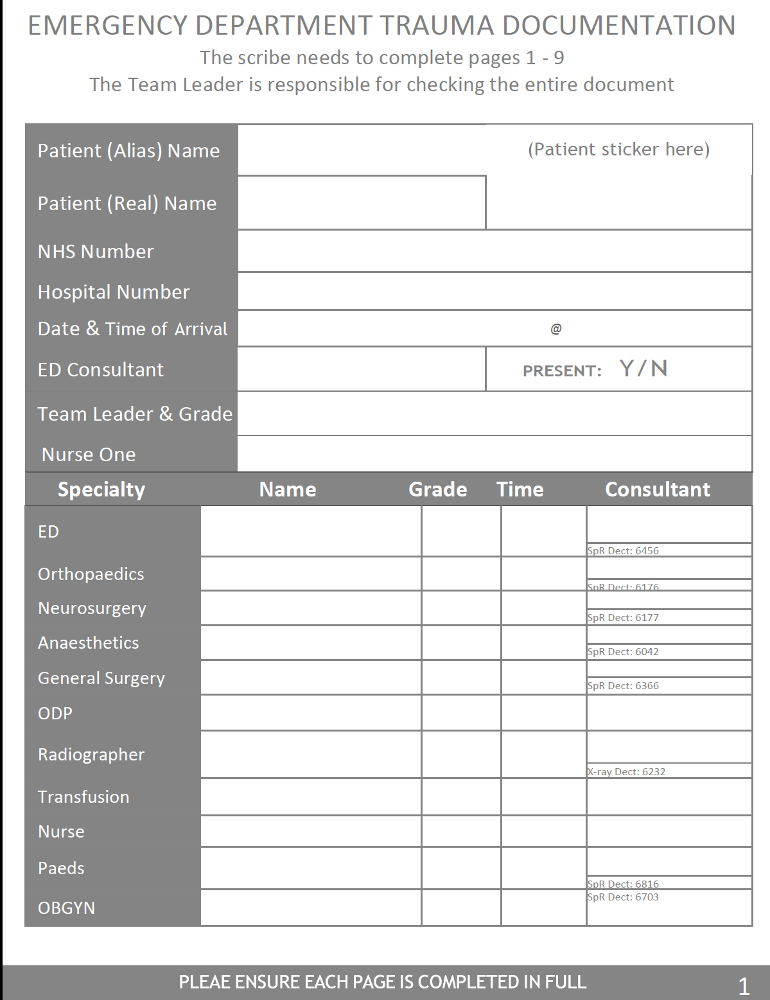 EMERGENCY DEPARTMENT TRAUMA DOCUMENTATION
The scribe needs to complete pages 1 - 9
The Team Leader is responsible for checking the entire document
Patient (Alias) Name
(Patient sticker here)
Patient (Real) Name
NHS Number
Hospital Number
Date & Time of Arrival @
ED Consultant PRESENT: Y/N
Team Leader & Grade
Nurse One
Specialty Name Grade Time Consultant
ED
SpR Dect: 6456
Orthopaedics
SpR Dect: 6176
Neurosurgery
SpR Dect: 6177
Anaesthetics
SpR Dect: 6042
General Surgery
SpR Dect: 6366
ODP
Radiographer
X-ray Dect: 6232
Transfusion
Nurse
Paeds
SpR Dect: 6816
SpR Dect: 6703
OBGYN
PLEAE ENSURE EACH PAGE IS COMPLETED IN FULL
1